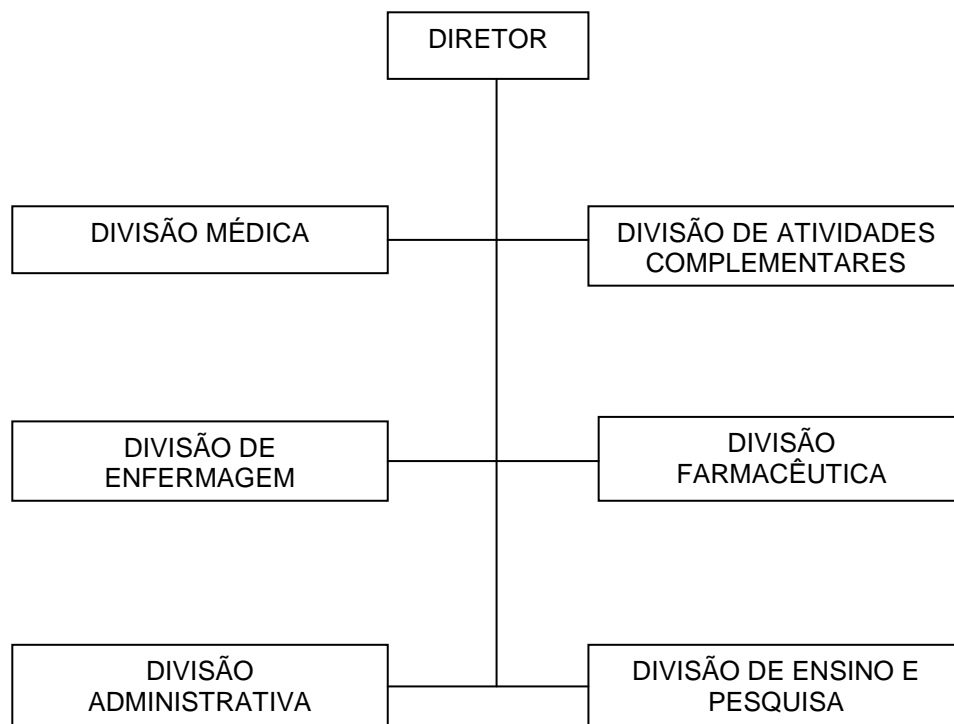 DIRETOR
DIVISÃO MÉDICA
DIVISÃO DE ATIVIDADES
COMPLEMENTARES
DIVISÃO DE
ENFERMAGEM
DIVISÃO
FARMACÊUTICA
DIVISÃO
ADMINISTRATIVA
DIVISÃO DE ENSINO E
PESQUISA